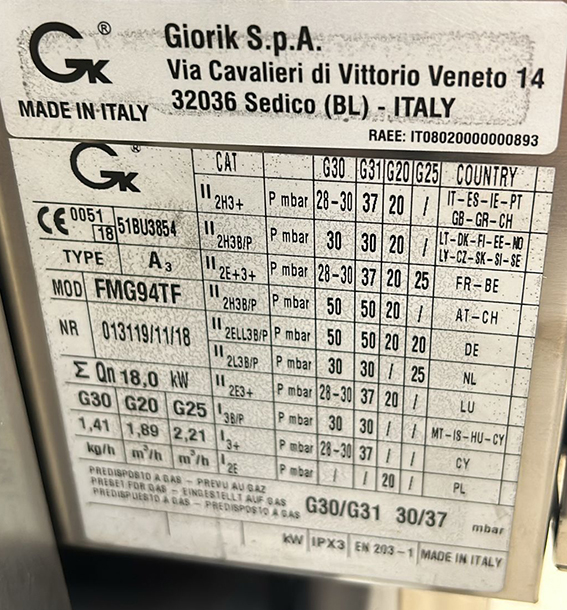 GK ®
Giorik S.p.A.
Via Cavalieri di Vittorio Veneto 14
32036 Sedico (BL) - ITALY
MADE IN ITALY
RAEE: IT08020000000893
GK ®
CE 0051 18 51BU3854
TYPE A3
MOD FMG94TF
NR 013119/11/18
Σ Qn 18,0 kW
G30 G20 G25
1,41 1,89 2,21
kg/h m³/h m³/h
CAT G30 G31 G20 G25 COUNTRY
II 2H3+ P mbar 28-30 37 20 / IT-ES-IE-PT
GB-GR-CH
II 2H3B/P P mbar 30 30 20 / LT-DK-FI-EE-NO
LV-CZ-SK-SI-SE
II 2E+3+ P mbar 28-30 37 20 25 FR-BE
II 2H3B/P P mbar 50 50 20 / AT-CH
II 2ELL3B/P P mbar 50 50 20 20 DE
II 2L3B/P P mbar 30 30 / 25 NL
II 2E3+ P mbar 28-30 37 20 / LU
I 3B/P P mbar 30 30 / / MT-IS-HU-CY
I 3+ P mbar 28-30 37 / / CY
I 2E P mbar / / 20 / PL
PREDISPOSTO A GAS - PREVU AU GAZ
PRESET FOR GAS - EINGESTELLT AUF GAS
PREDISPUESTO A GAS - PREDISPOSTO A GAS
G30/G31 30/37 mbar
kW IPX3 EN 203-1 MADE IN ITALY